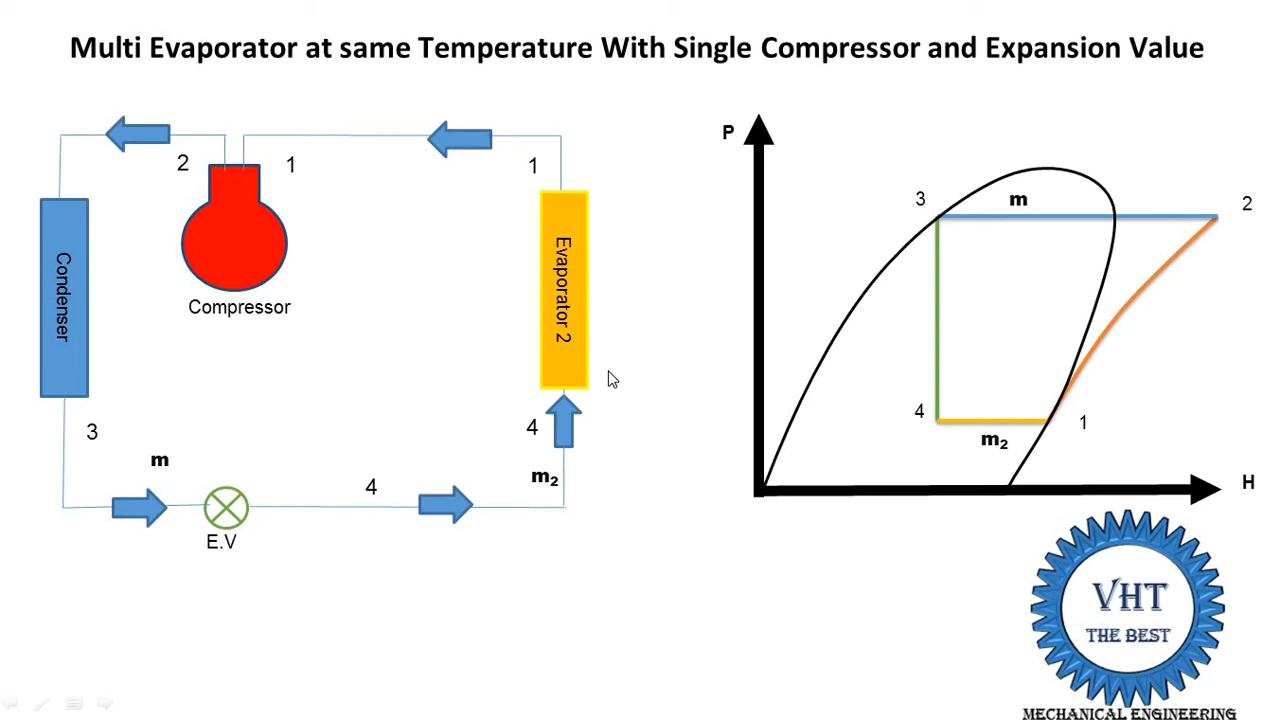 Multi Evaporator at same Temperature With Single Compressor and Expansion Value
2
1
1
Condenser
Compressor
Evaporator 2
3
m
E.V
4
4
m₂
P
3
m
2
4
m₂
1
H
VHT
THE BEST
MECHANICAL ENGINEERING